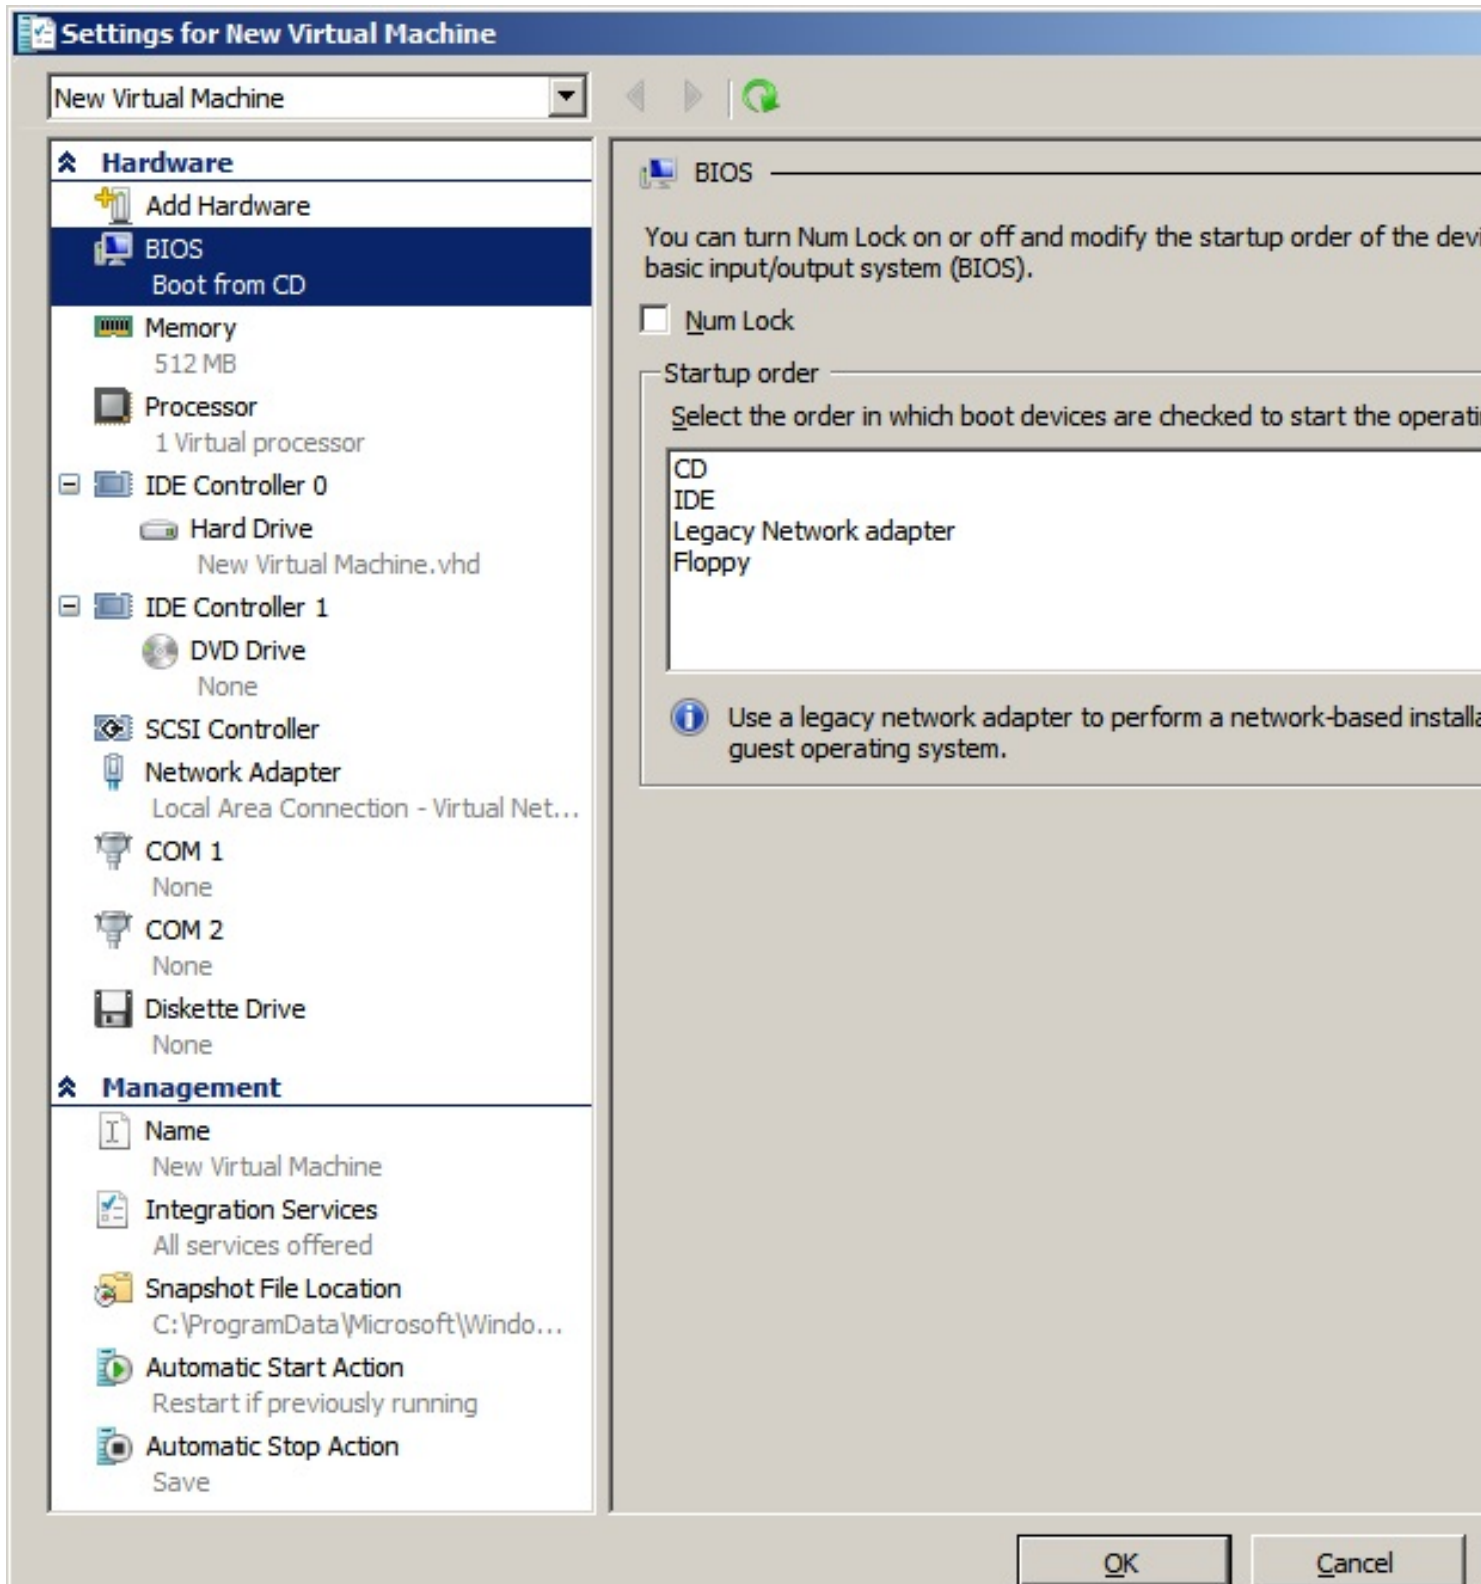 Settings for New Virtual Machine
New Virtual Machine
Hardware
Add Hardware
BIOS
Boot from CD
Memory
512 MB
Processor
1 Virtual processor
IDE Controller 0
Hard Drive
New Virtual Machine.vhd
IDE Controller 1
DVD Drive
None
SCSI Controller
Network Adapter
Local Area Connection - Virtual Net...
COM 1
None
COM 2
None
Diskette Drive
None
Management
Name
New Virtual Machine
Integration Services
All services offered
Snapshot File Location
C:\ProgramData\Microsoft\Windo...
Automatic Start Action
Restart if previously running
Automatic Stop Action
Save
BIOS
You can turn Num Lock on or off and modify the startup order of the devi
basic input/output system (BIOS).
Num Lock
Startup order
Select the order in which boot devices are checked to start the operati
CD
IDE
Legacy Network adapter
Floppy
Use a legacy network adapter to perform a network-based installa
guest operating system.
OK
Cancel